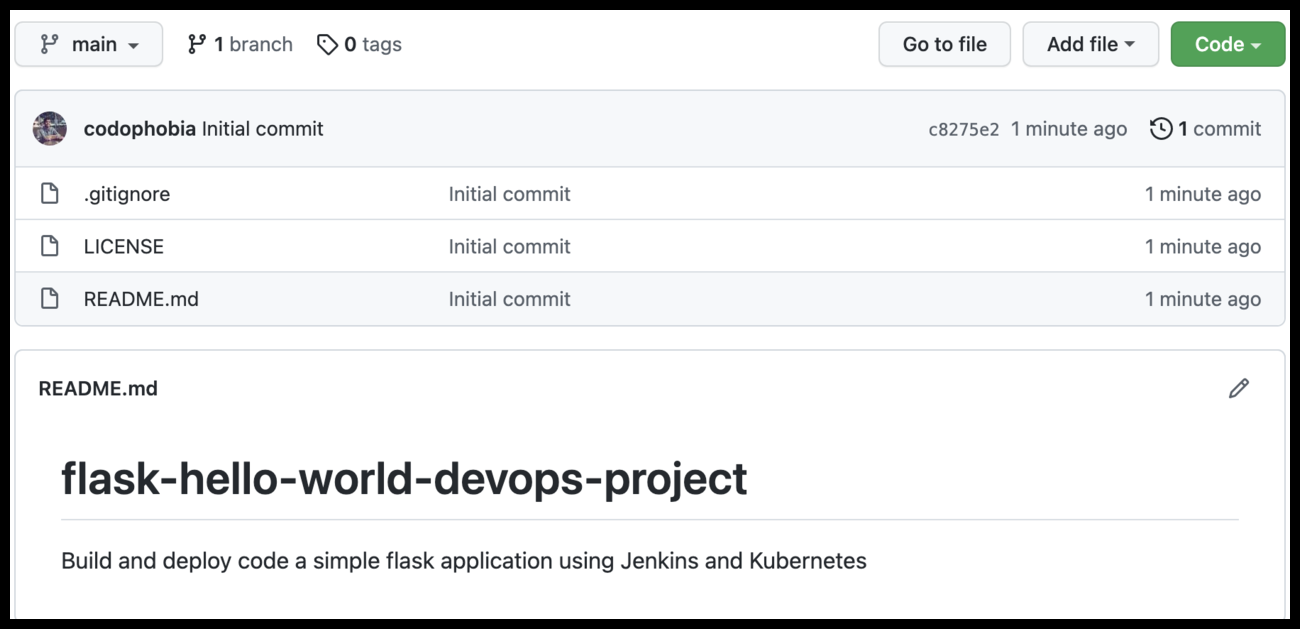 main 1 branch 0 tags Go to file Add file Code
codophobia Initial commit c8275e2 1 minute ago 1 commit
.gitignore Initial commit 1 minute ago
LICENSE Initial commit 1 minute ago
README.md Initial commit 1 minute ago
README.md
flask-hello-world-devops-project
Build and deploy code a simple flask application using Jenkins and Kubernetes